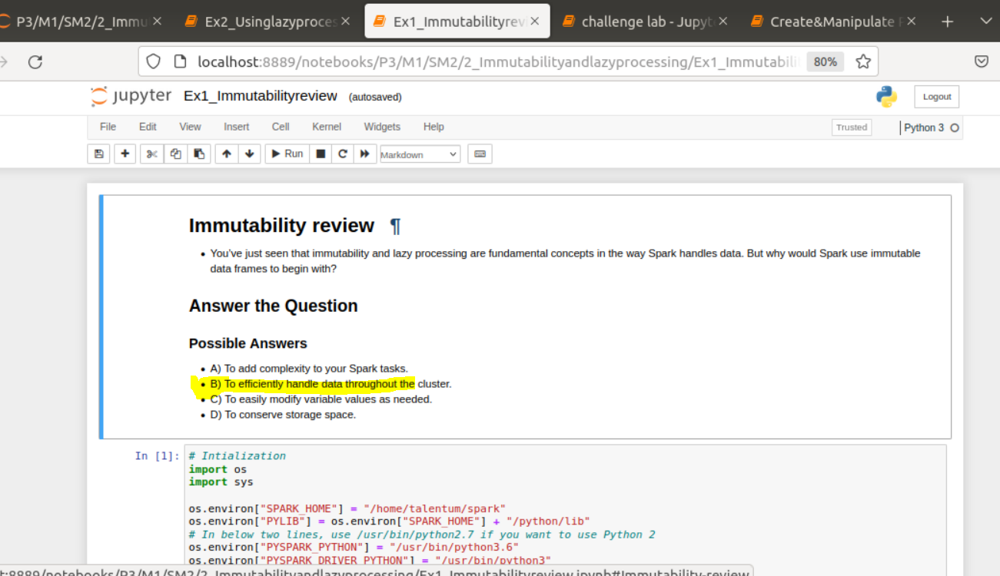 P3/M1/SM2/2_Immu
Ex2_Usinglazyproces
Ex1_Immutabilityrev
challenge lab - Jupyt
Create&Manipulate
localhost:8889/notebooks/P3/M1/SM2/2_Immutabilityandlazyprocessing/Ex1_Immutabili
80%
jupyter Ex1_Immutabilityreview (autosaved)
Logout
File Edit View Insert Cell Kernel Widgets Help
Trusted
Python 3
Run
Markdown
Immutability review ¶
• You've just seen that immutability and lazy processing are fundamental concepts in the way Spark handles data. But why would Spark use immutable
data frames to begin with?
Answer the Question
Possible Answers
• A) To add complexity to your Spark tasks.
• B) To efficiently handle data throughout the cluster.
• C) To easily modify variable values as needed.
• D) To conserve storage space.
In [1]: # Intialization
import os
import sys
os.environ["SPARK_HOME"] = "/home/talentum/spark"
os.environ["PYLIB"] = os.environ["SPARK_HOME"] + "/python/lib"
# In below two lines, use /usr/bin/python2.7 if you want to use Python 2
os.environ["PYSPARK_PYTHON"] = "/usr/bin/python3.6"
os.environ["PYSPARK_DRIVER_PYTHON"] = "/usr/bin/python3"
t:8889/notebooks/P3/M1/SM2/2_Immutabilityandlazyprocessing/Ex1_Immutabilityreview.ipynb#Immutability-review